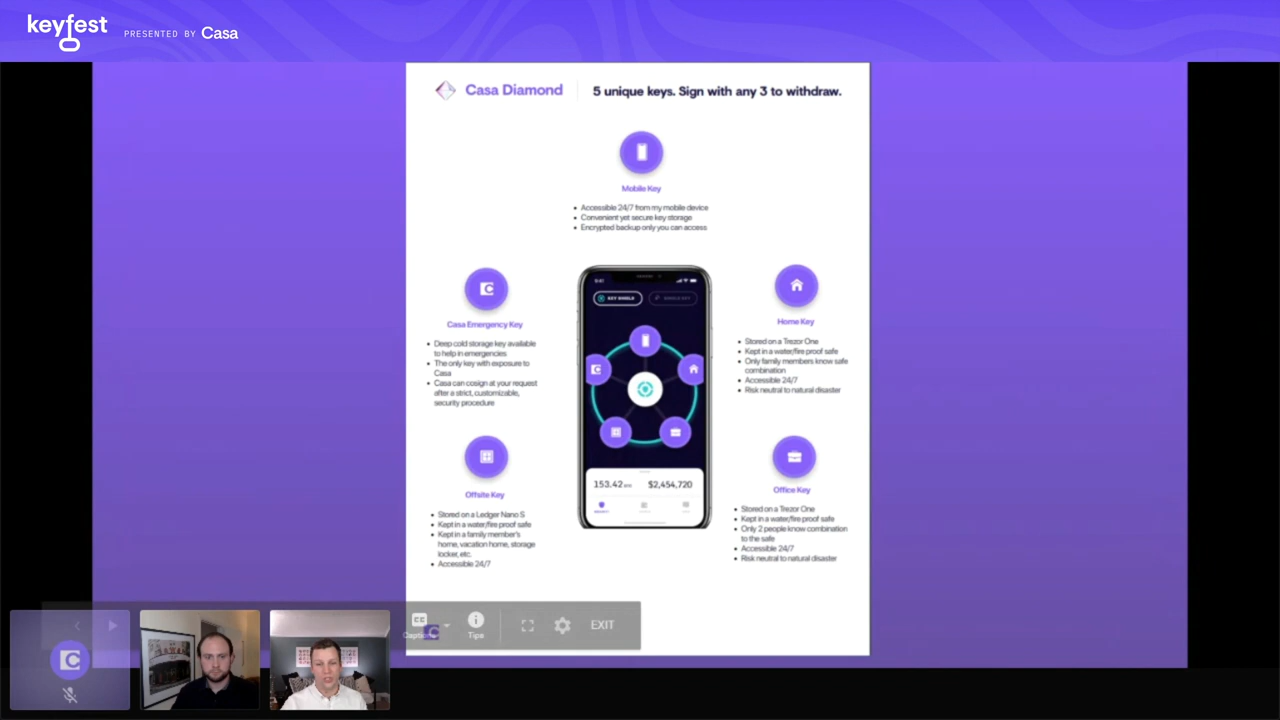 keyfest
PRESENTED BY Casa
Casa Diamond
5 unique keys. Sign with any 3 to withdraw.
Mobile Key
• Accessible 24/7 from my mobile device
• Convenient yet secure key storage
• Encrypted backup only you can access
Casa Emergency Key
• Deep cold storage key available
to help in emergencies
• The only key with exposure to
Casa
• Casa can cosign at your request
after a strict, customizable,
security procedure
Home Key
• Stored on a Trezor One
• Kept in a water/fire proof safe
• Only family members know safe
combination
• Accessible 24/7
• Risk neutral to natural disaster
9:41
KEY SHIELD
Offsite Key
• Stored on a Ledger Nano S
• Kept in a water/fire proof safe
• Kept in a family member's
home, vacation home, storage
locker, etc.
• Accessible 24/7
Office Key
• Stored on a Trezor One
• Kept in a water/fire proof safe
• Only 2 people know combination
to the safe
• Accessible 24/7
• Risk neutral to natural disaster
153.42 BTC
$2,454,720
CC
Captions
Tips
EXIT